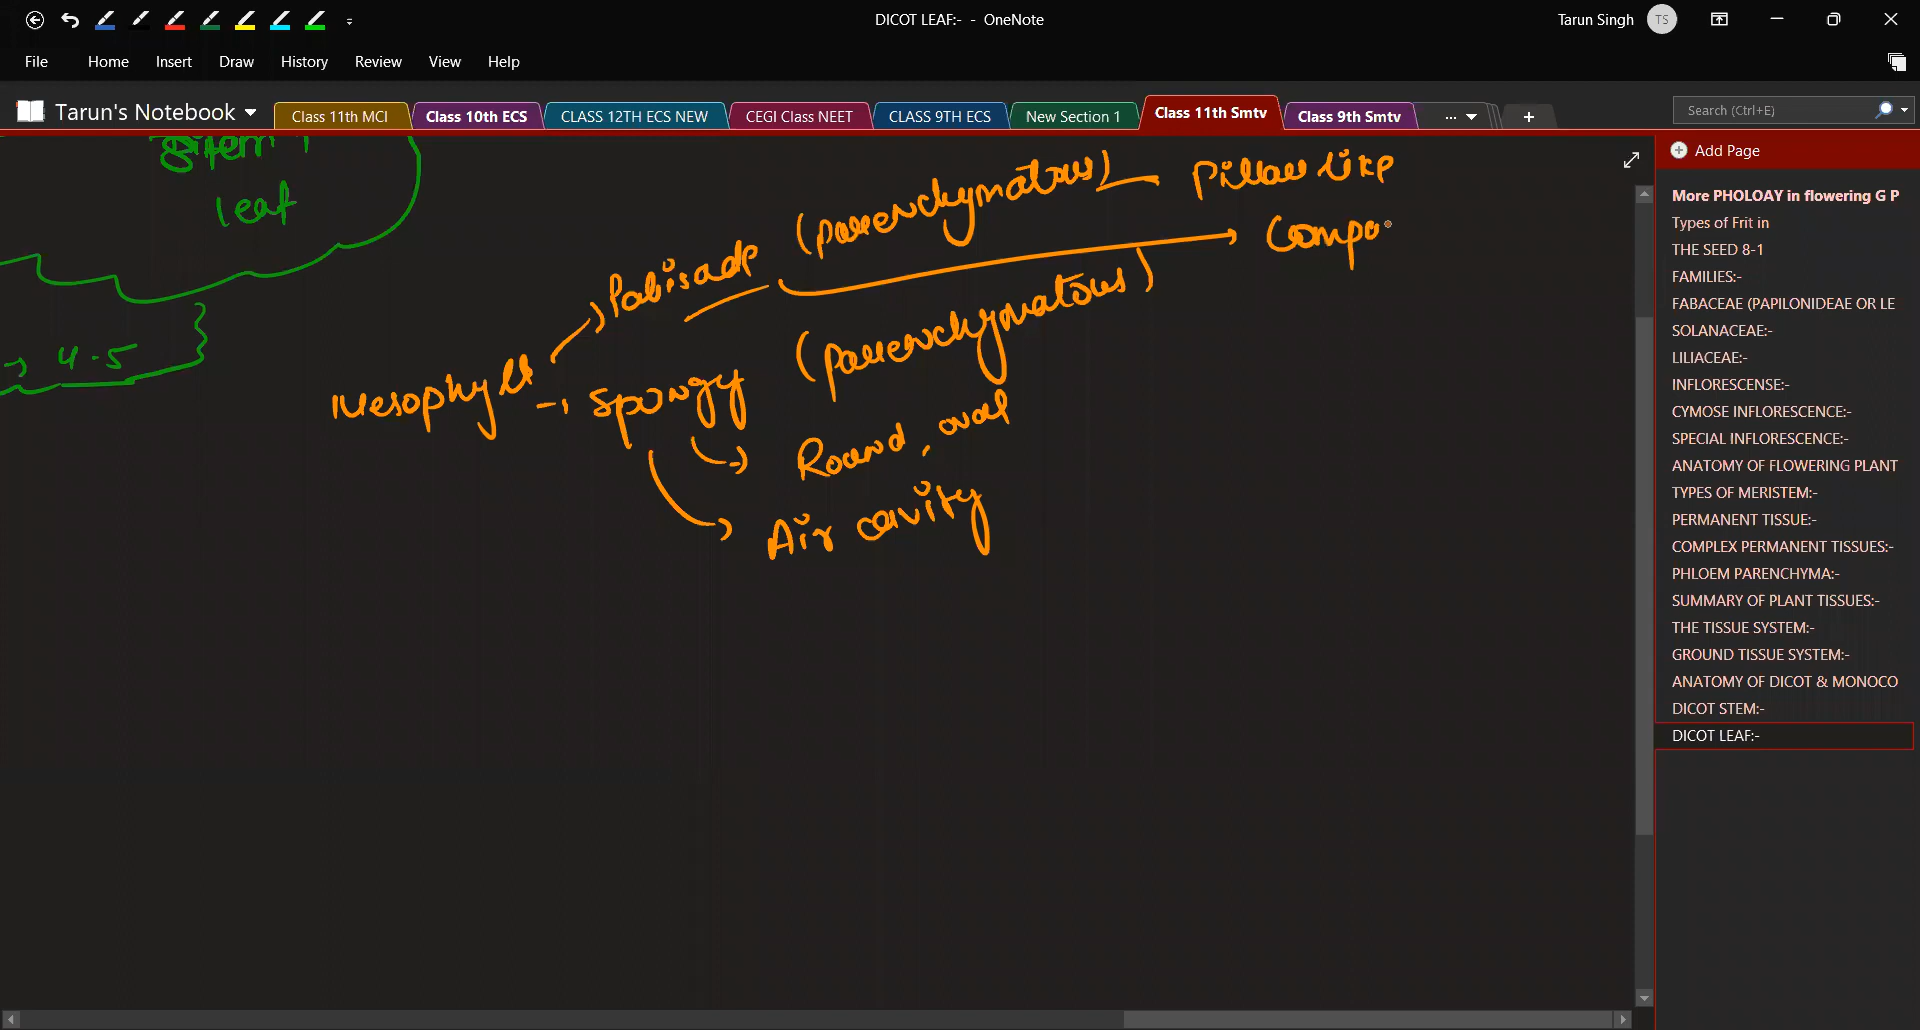 DICOT LEAF:- - OneNote
Tarun Singh TS
File Home Insert Draw History Review View Help
Tarun's Notebook
Class 11th MCI
Class 10th ECS
CLASS 12TH ECS NEW
CEGI Class NEET
CLASS 9TH ECS
New Section 1
Class 11th Smtv
Class 9th Smtv
...
+
Search (Ctrl+E)
leaf
4-5
Mesophyll
Palisade (parenchymatous) Pillar like
Compa
Spongy (parenchymatous)
Round, oval
Air cavity
Add Page
More PHOLOAY in flowering G P
Types of Frit in
THE SEED 8-1
FAMILIES:-
FABACEAE (PAPILONIDEAE OR LE
SOLANACEAE:-
LILIACEAE:-
INFLORESCENSE:-
CYMOSE INFLORESCENCE:-
SPECIAL INFLORESCENCE:-
ANATOMY OF FLOWERING PLANT
TYPES OF MERISTEM:-
PERMANENT TISSUE:-
COMPLEX PERMANENT TISSUES:-
PHLOEM PARENCHYMA:-
SUMMARY OF PLANT TISSUES:-
THE TISSUE SYSTEM:-
GROUND TISSUE SYSTEM:-
ANATOMY OF DICOT & MONOCO
DICOT STEM:-
DICOT LEAF:-